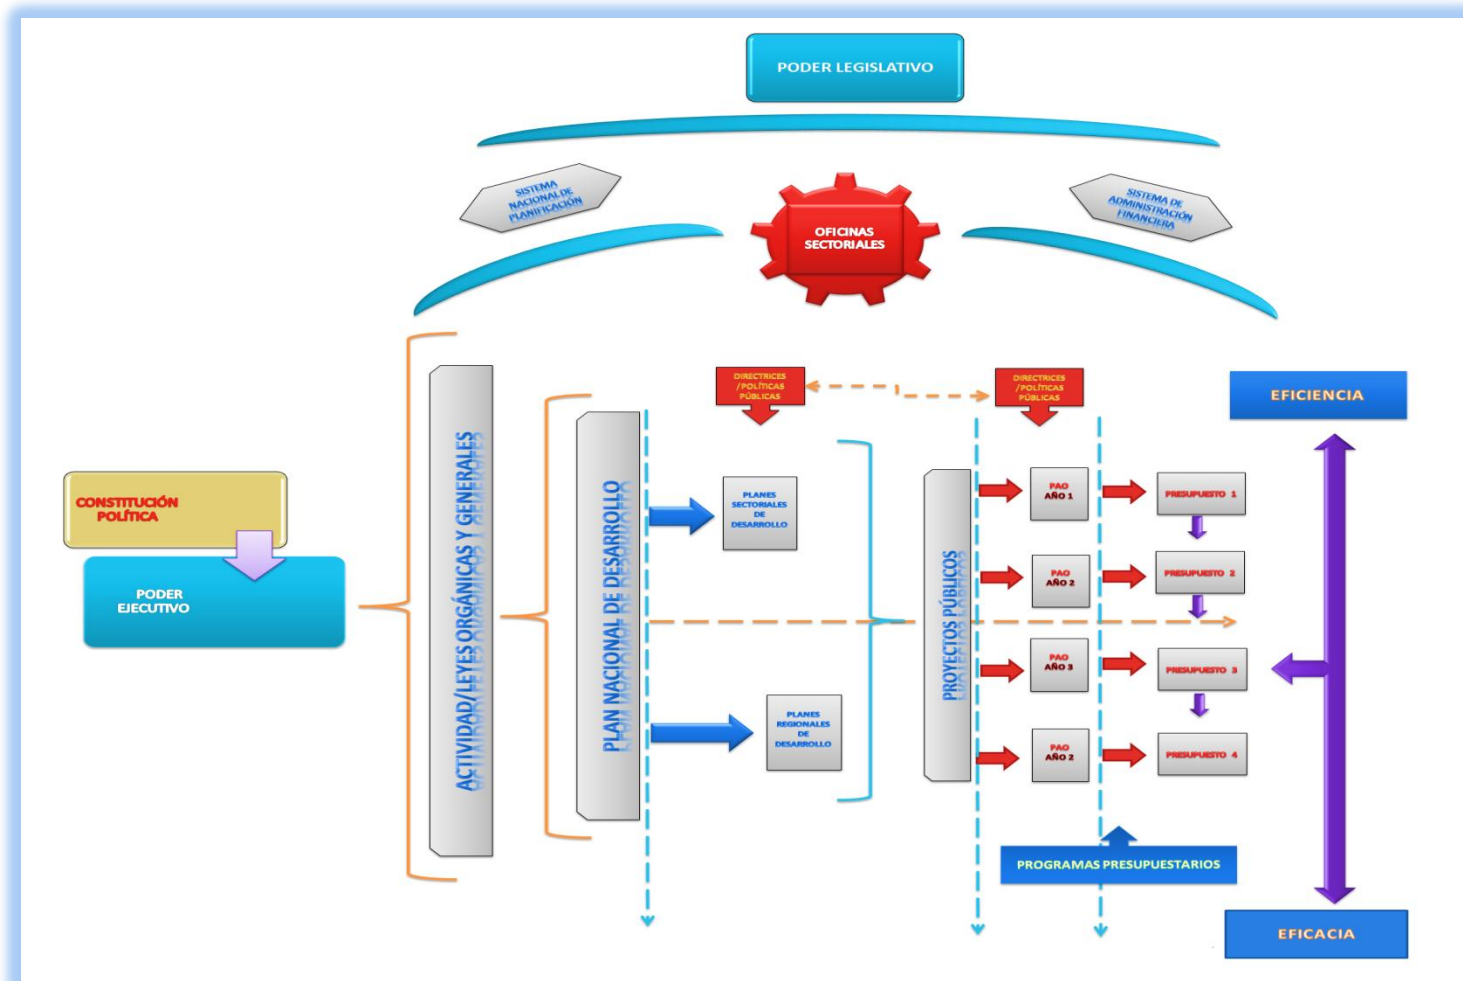 PODER LEGISLATIVO
SISTEMA
NACIONAL DE
PLANIFICACIÓN
OFICINAS
SECTORIALES
SISTEMA DE
ADMINISTRACIÓN
FINANCIERA
CONSTITUCIÓN
POLÍTICA
PODER
EJECUTIVO
ACTIVIDAD/LEYES ORGÁNICAS Y GENERALES
PLAN NACIONAL DE DESARROLLO
DIRECTRICES
/POLÍTICAS
PÚBLICAS
PLANES
SECTORIALES
DE
DESARROLLO
PLANES
REGIONALES
DE
DESARROLLO
PROYECTOS PÚBLICOS
DIRECTRICES
/POLÍTICAS
PÚBLICAS
PAO
AÑO 1
PRESUPUESTO 1
PAO
AÑO 2
PRESUPUESTO 2
PAO
AÑO 3
PRESUPUESTO 3
PAO
AÑO 2
PRESUPUESTO 4
PROGRAMAS PRESUPUESTARIOS
EFICIENCIA
EFICACIA